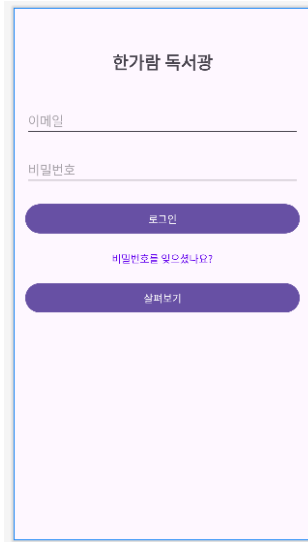 한가람 독서광
이메일
비밀번호
로그인
비밀번호를 잊으셨나요?
살펴보기